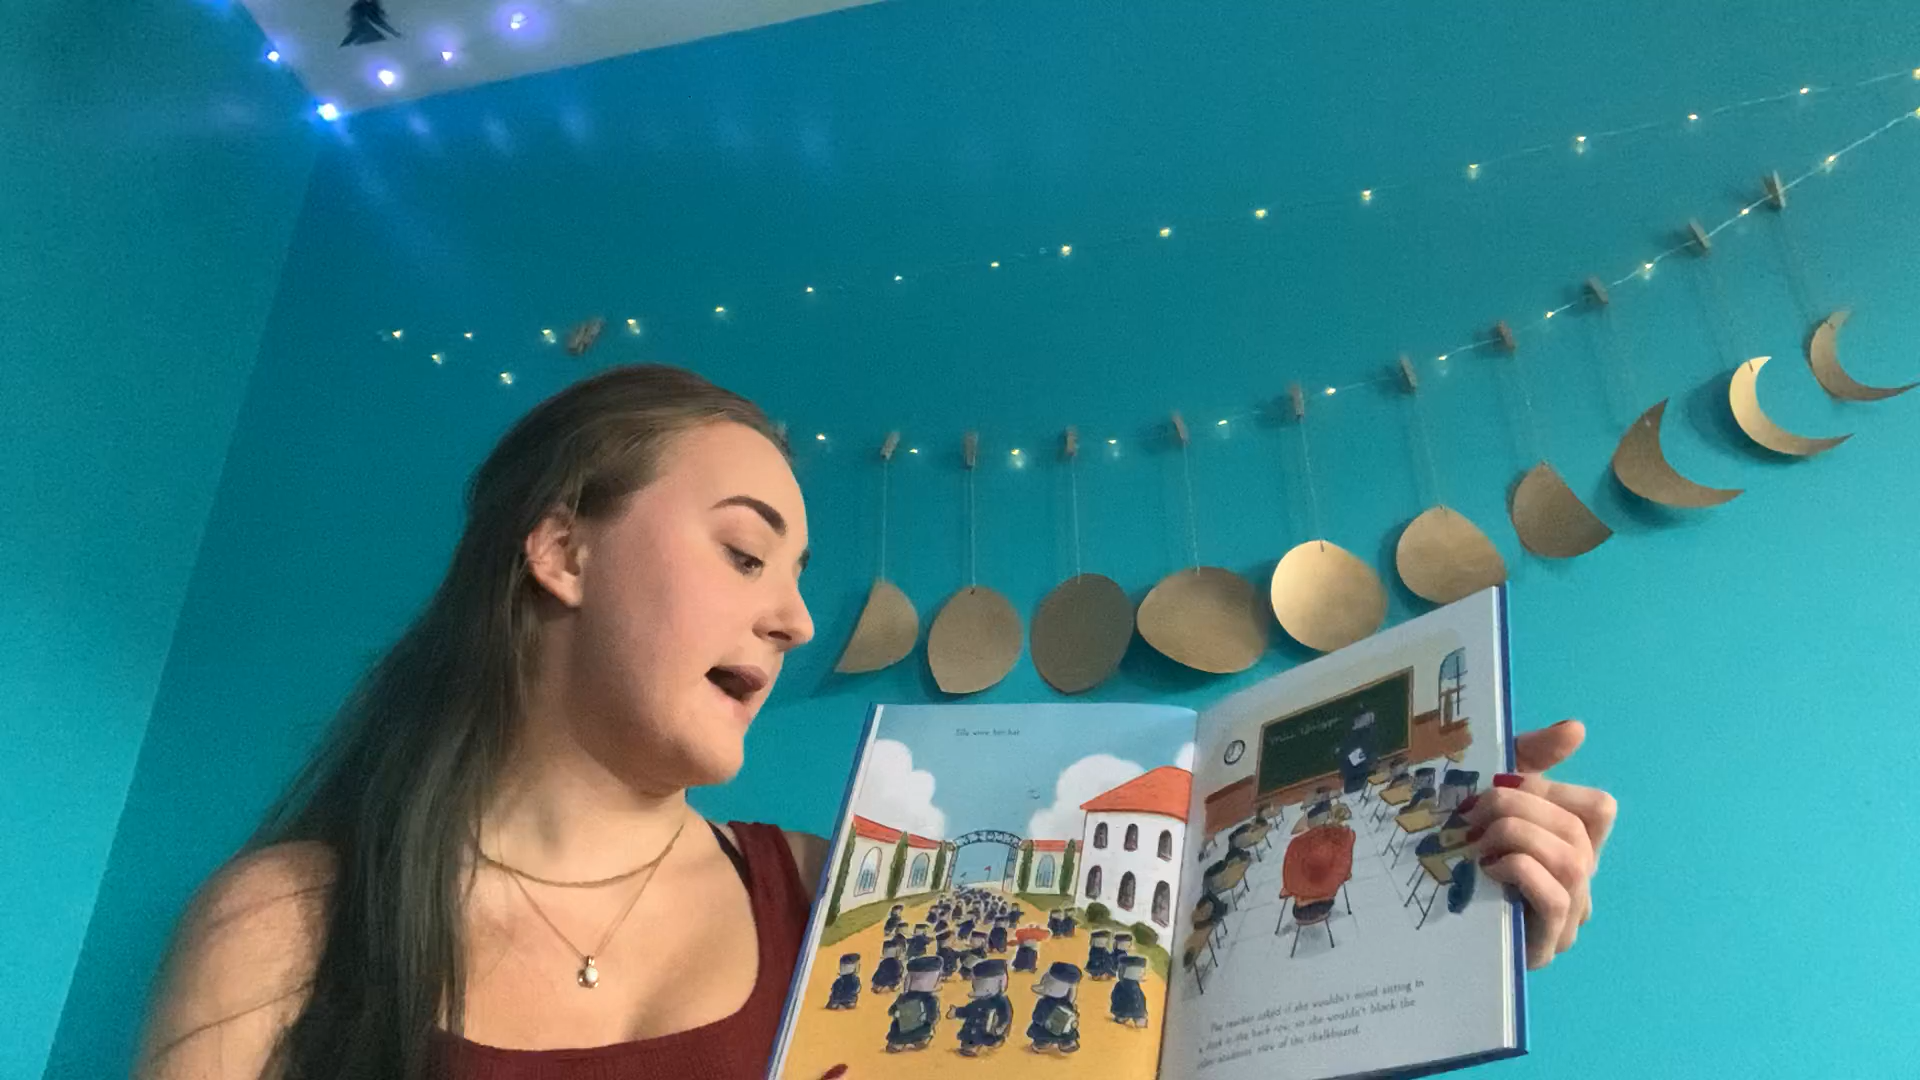 Tilly wore her hat.
The teacher asked if she wouldn't mind sitting in
a desk in the back row, so she wouldn't block the
other students' view of the chalkboard.